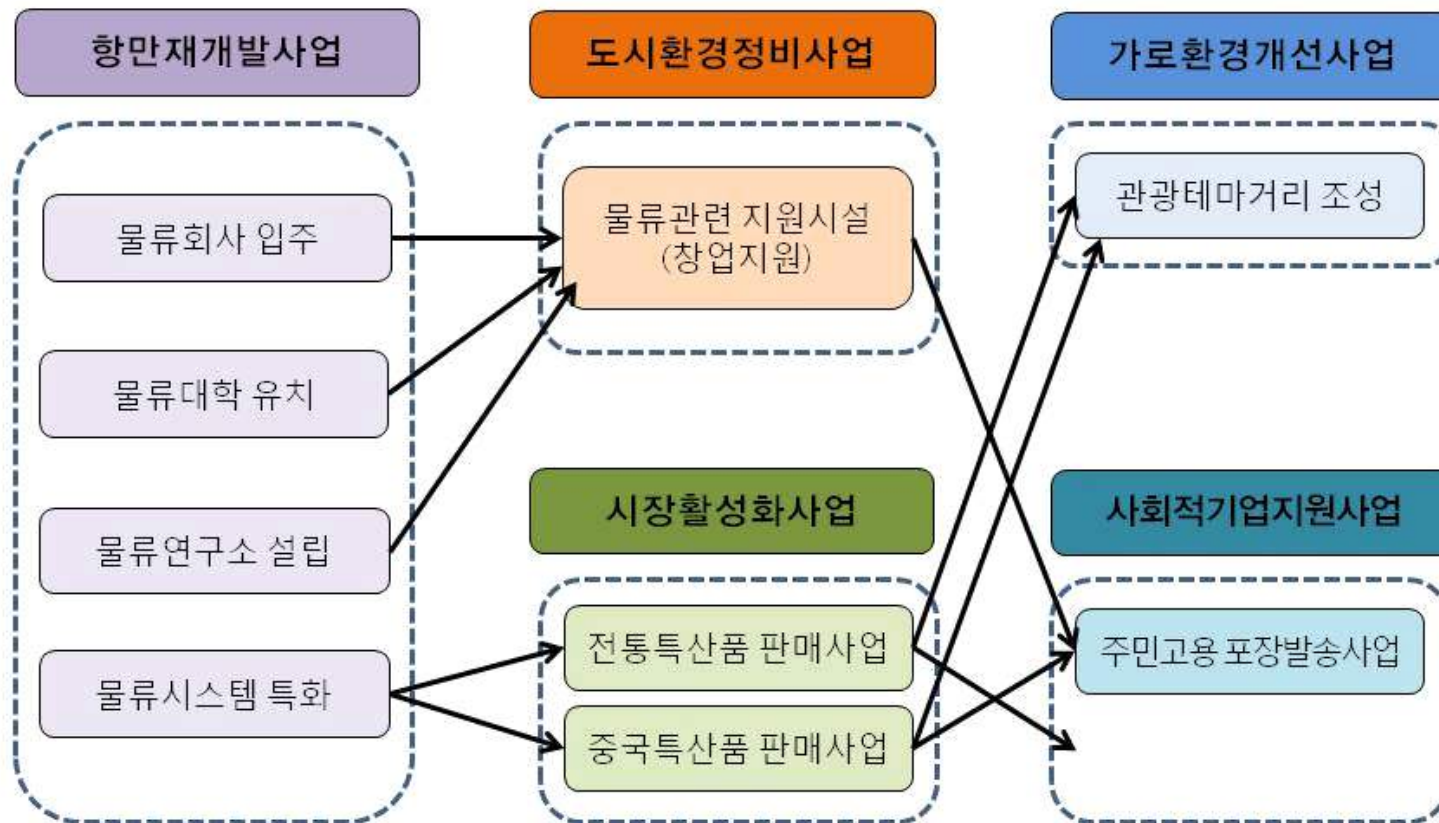 항만재개발사업
물류회사 입주
물류대학 유치
물류연구소 설립
물류시스템 특화
도시환경정비사업
물류관련 지원시설
(창업지원)
시장활성화사업
전통특산품 판매사업
중국특산품 판매사업
가로환경개선사업
관광테마거리 조성
사회적기업지원사업
주민고용 포장발송사업